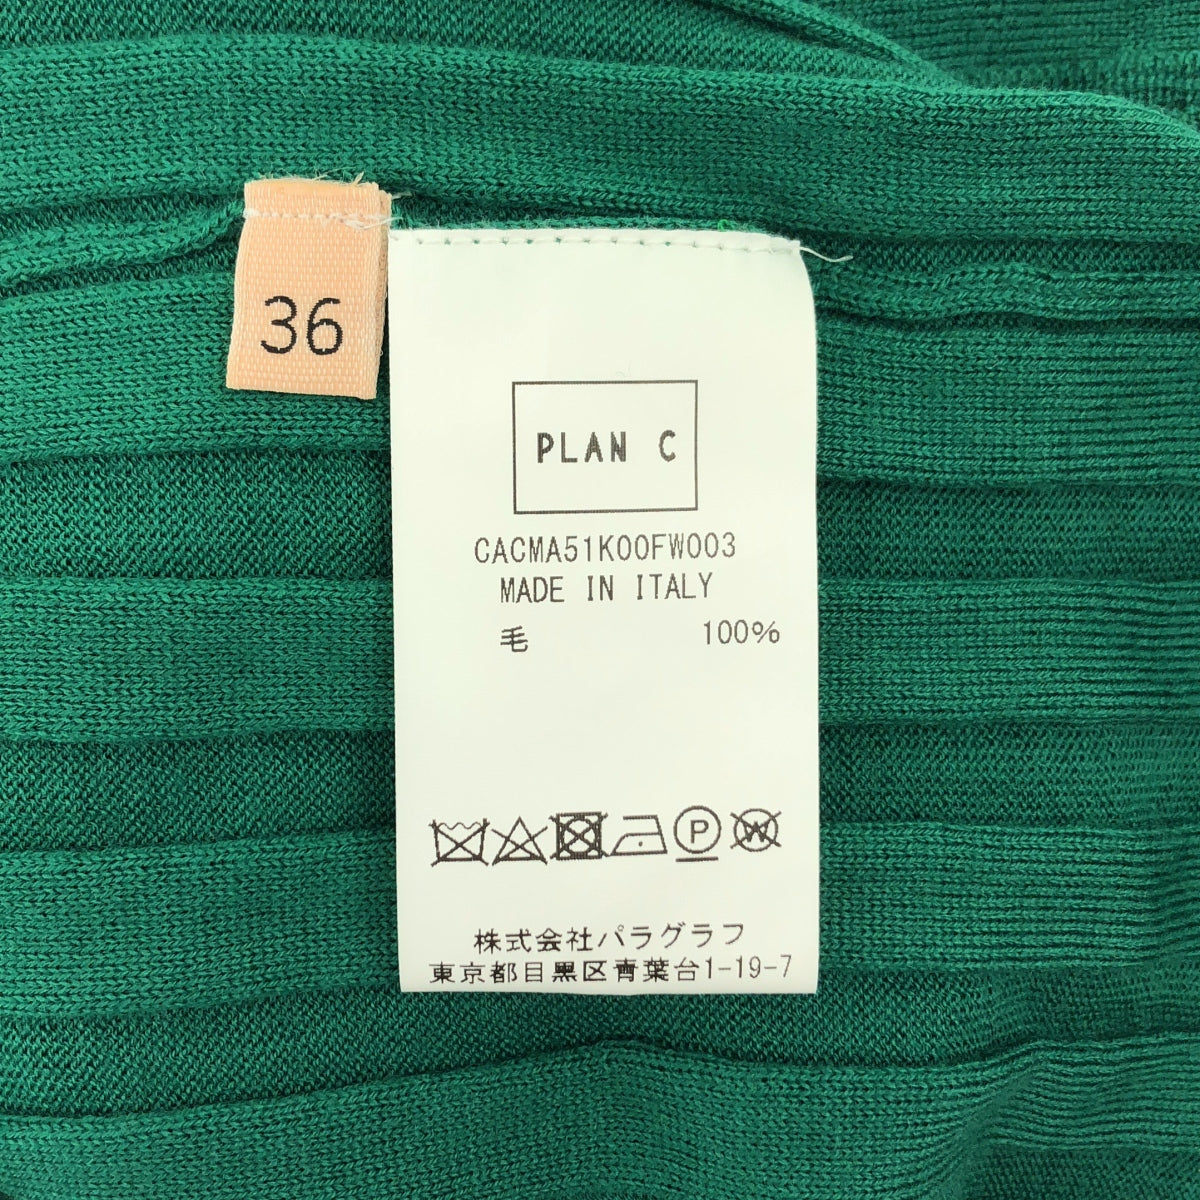 36
PLAN C
CACMA51K00FW003
MADE IN ITALY
毛 100%
P W
株式会社パラグラフ
東京都目黒区青葉台1-19-7